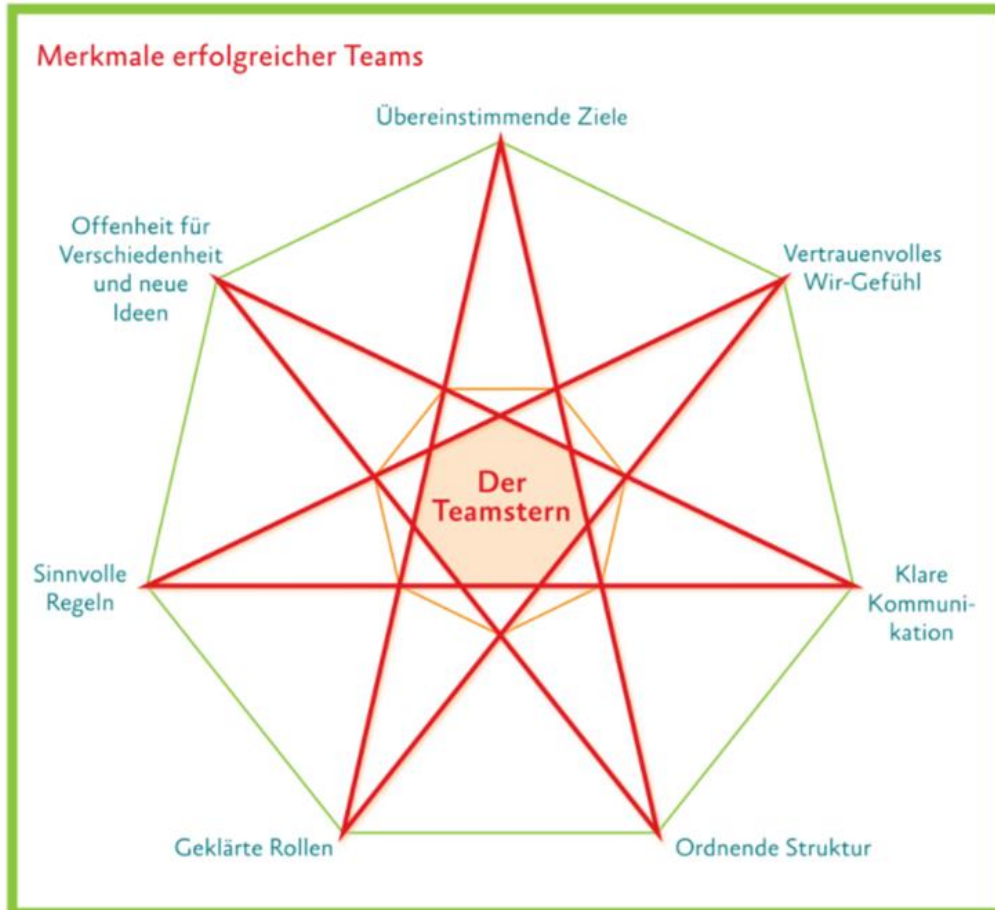 Merkmale erfolgreicher Teams
Übereinstimmende Ziele
Offenheit für
Verschiedenheit
und neue
Ideen
Vertrauenvolles
Wir-Gefühl
Der
Teamstern
Sinnvolle
Regeln
Klare
Kommuni-
kation
Geklärte Rollen
Ordnende Struktur